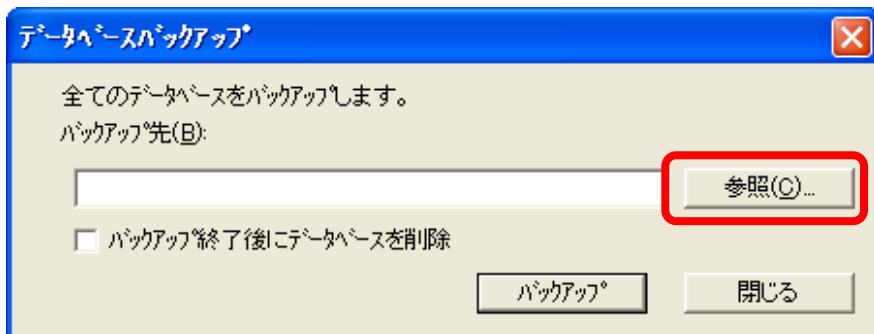 ﾃﾞｰﾀﾍﾞｰｽﾊﾞｯｸｱｯﾌﾟ
全てのﾃﾞｰﾀﾍﾞｰｽをﾊﾞｯｸｱｯﾌﾟします。
ﾊﾞｯｸｱｯﾌﾟ先(B):
参照(C)...
ﾊﾞｯｸｱｯﾌﾟ終了後にﾃﾞｰﾀﾍﾞｰｽを削除
ﾊﾞｯｸｱｯﾌﾟ 閉じる